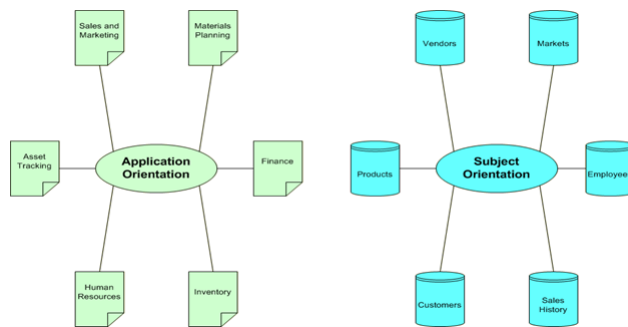 Sales and
Marketing
Materials
Planning
Vendors
Markets
Asset
Tracking
Application
Orientation
Finance
Products
Subject
Orientation
Employee
Human
Resources
Inventory
Customers
Sales
History